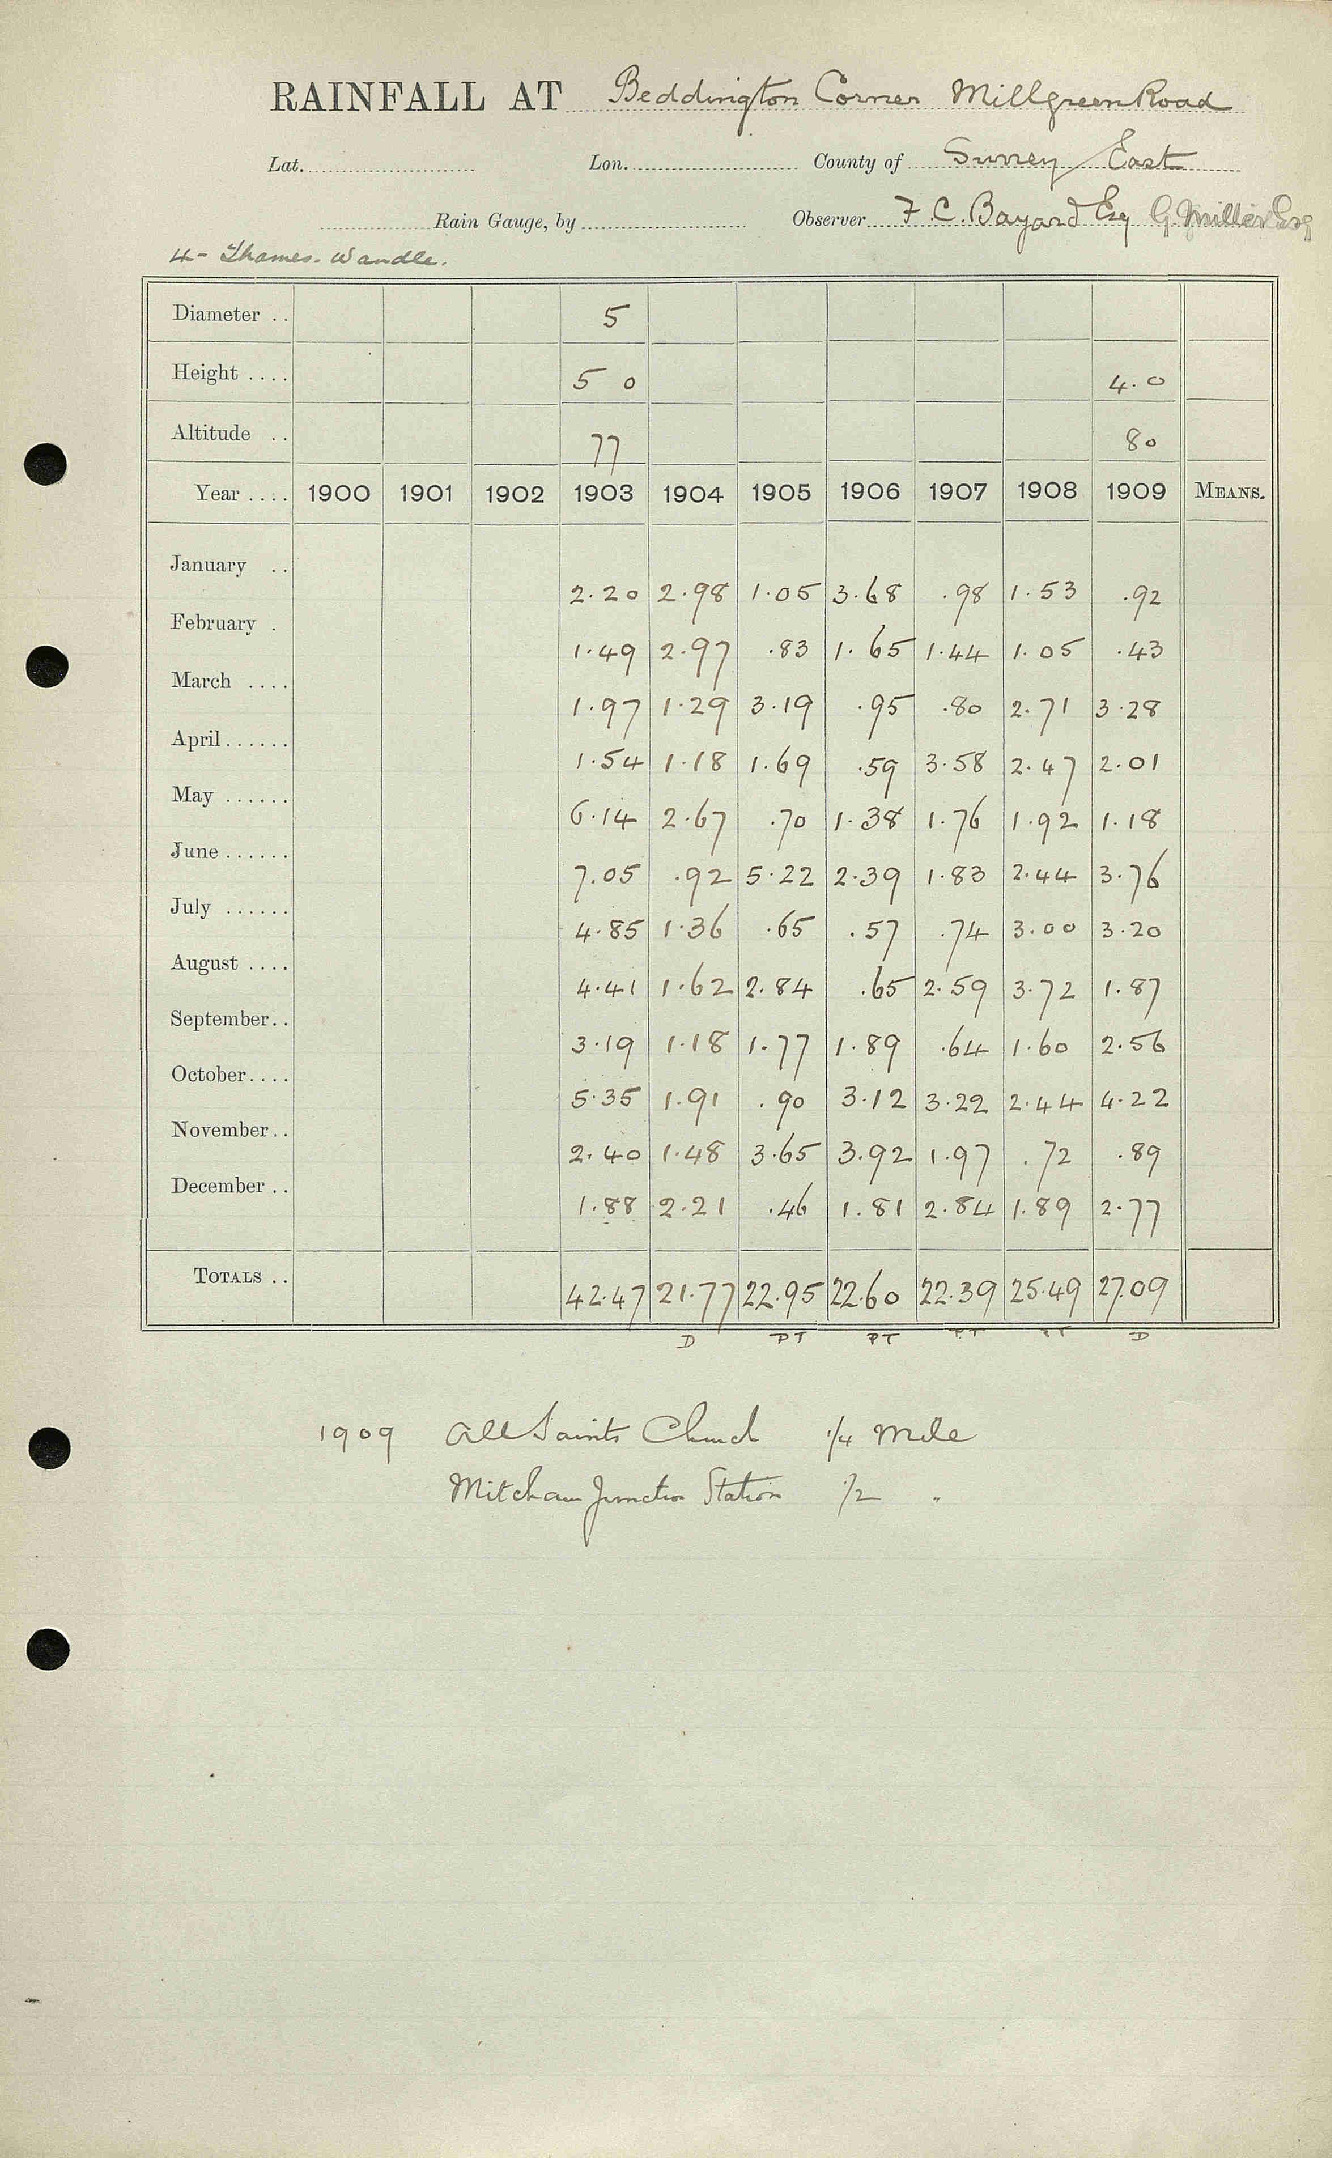 RAINFALL AT Beddington Corner Millgreen Road
Lat. Lon. County of Surrey East
Rain Gauge, by Observer F. C. Bayard Esq G. Miller Esq
4- Thames. Wandle.
Diameter .. 5
Height .... 5 0 4.0
Altitude .. 77 80
Year .... 1900 1901 1902 1903 1904 1905 1906 1907 1908 1909 MEANS.
January .. 2.20 2.98 1.05 3.68 .98 1.53 .92
February . 1.49 2.97 .83 1.65 1.44 1.05 .43
March .... 1.97 1.29 3.19 .95 .80 2.71 3.28
April...... 1.54 1.18 1.69 .59 3.58 2.47 2.01
May ...... 6.14 2.67 .70 1.38 1.76 1.92 1.18
June...... 7.05 .92 5.22 2.39 1.83 2.44 3.76
July ...... 4.85 1.36 .65 .57 .74 3.00 3.20
August .... 4.41 1.62 2.84 .65 2.59 3.72 1.87
September.. 3.19 1.18 1.77 1.89 .64 1.60 2.56
October.... 5.35 1.91 .90 3.12 3.22 2.44 4.22
November.. 2.40 1.48 3.65 3.92 1.97 .72 .89
December .. 1.88 2.21 .46 1.81 2.84 1.89 2.77
TOTALS .. 42.47 21.77 22.95 22.60 22.39 25.49 27.09
D PT PT PT PT D
1909 All Saints Church 1/4 mile
Mitcham Junction Station 1/2 "